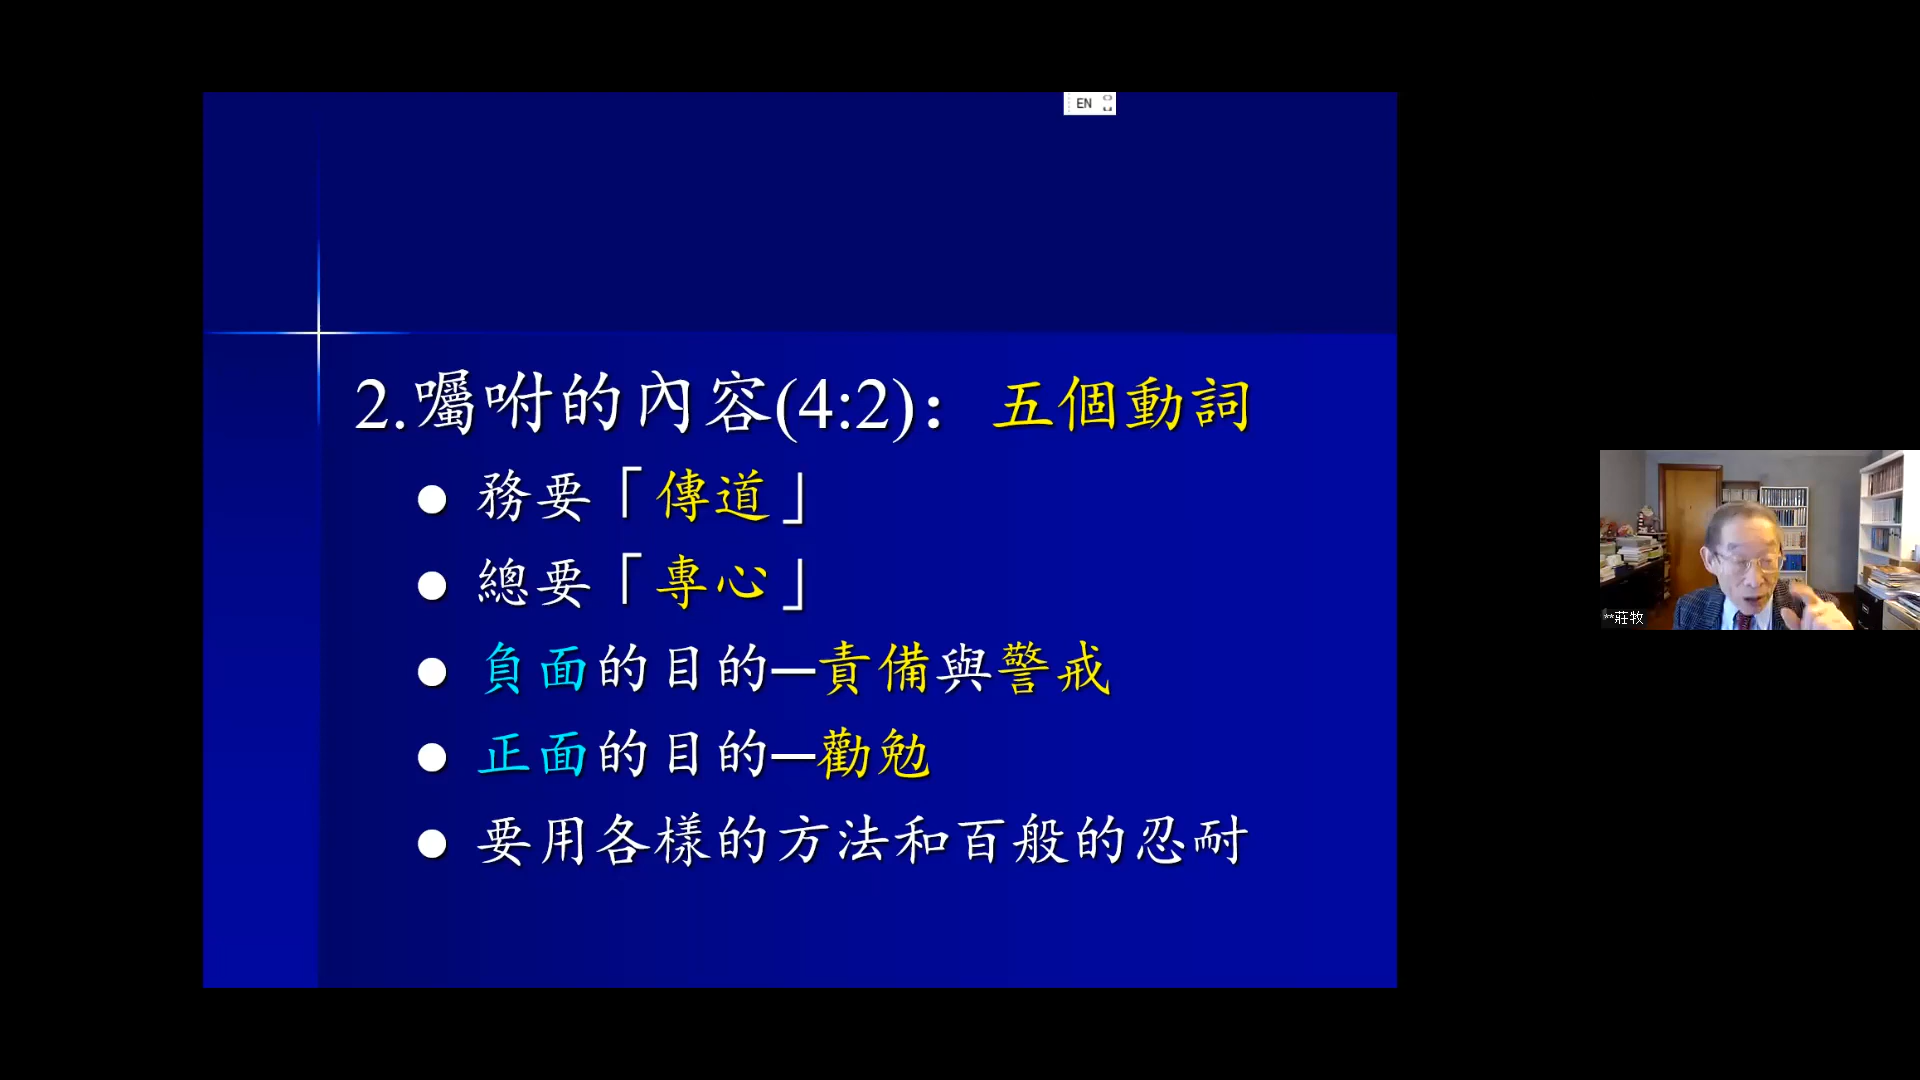 EN
2.囑咐的內容(4:2)：五個動詞
● 務要「傳道」
● 總要「專心」
● 負面的目的—責備與警戒
● 正面的目的—勸勉
● 要用各樣的方法和百般的忍耐
**莊牧